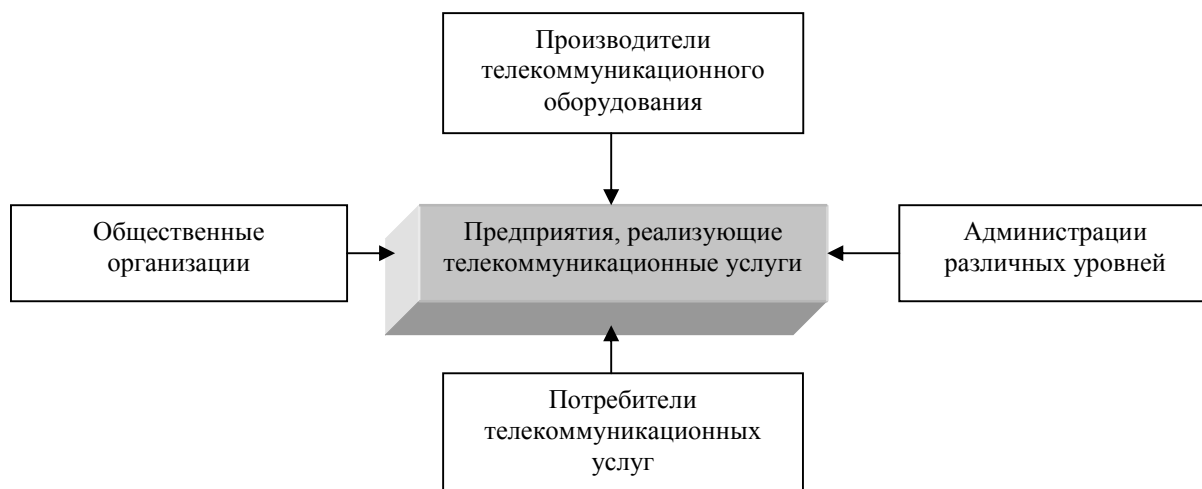 Производители
телекоммуникационного
оборудования
Общественные
организации
Предприятия, реализующие
телекоммуникационные услуги
Администрации
различных уровней
Потребители
телекоммуникационных
услуг